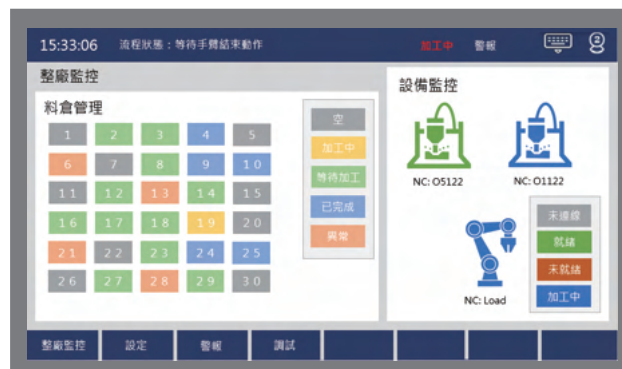 15:33:06 流程狀態：等待手臂結束動作 加工中 警報 2
整廠監控
料倉管理
1 2 3 4 5
6 7 8 9 10
11 12 13 14 15
16 17 18 19 20
21 22 23 24 25
26 27 28 29 30
空
加工中
等待加工
已完成
異常
設備監控
NC: O5122 NC: O1122
NC: Load
未連線
就緒
未就緒
加工中
整廠監控 設定 警報 調試